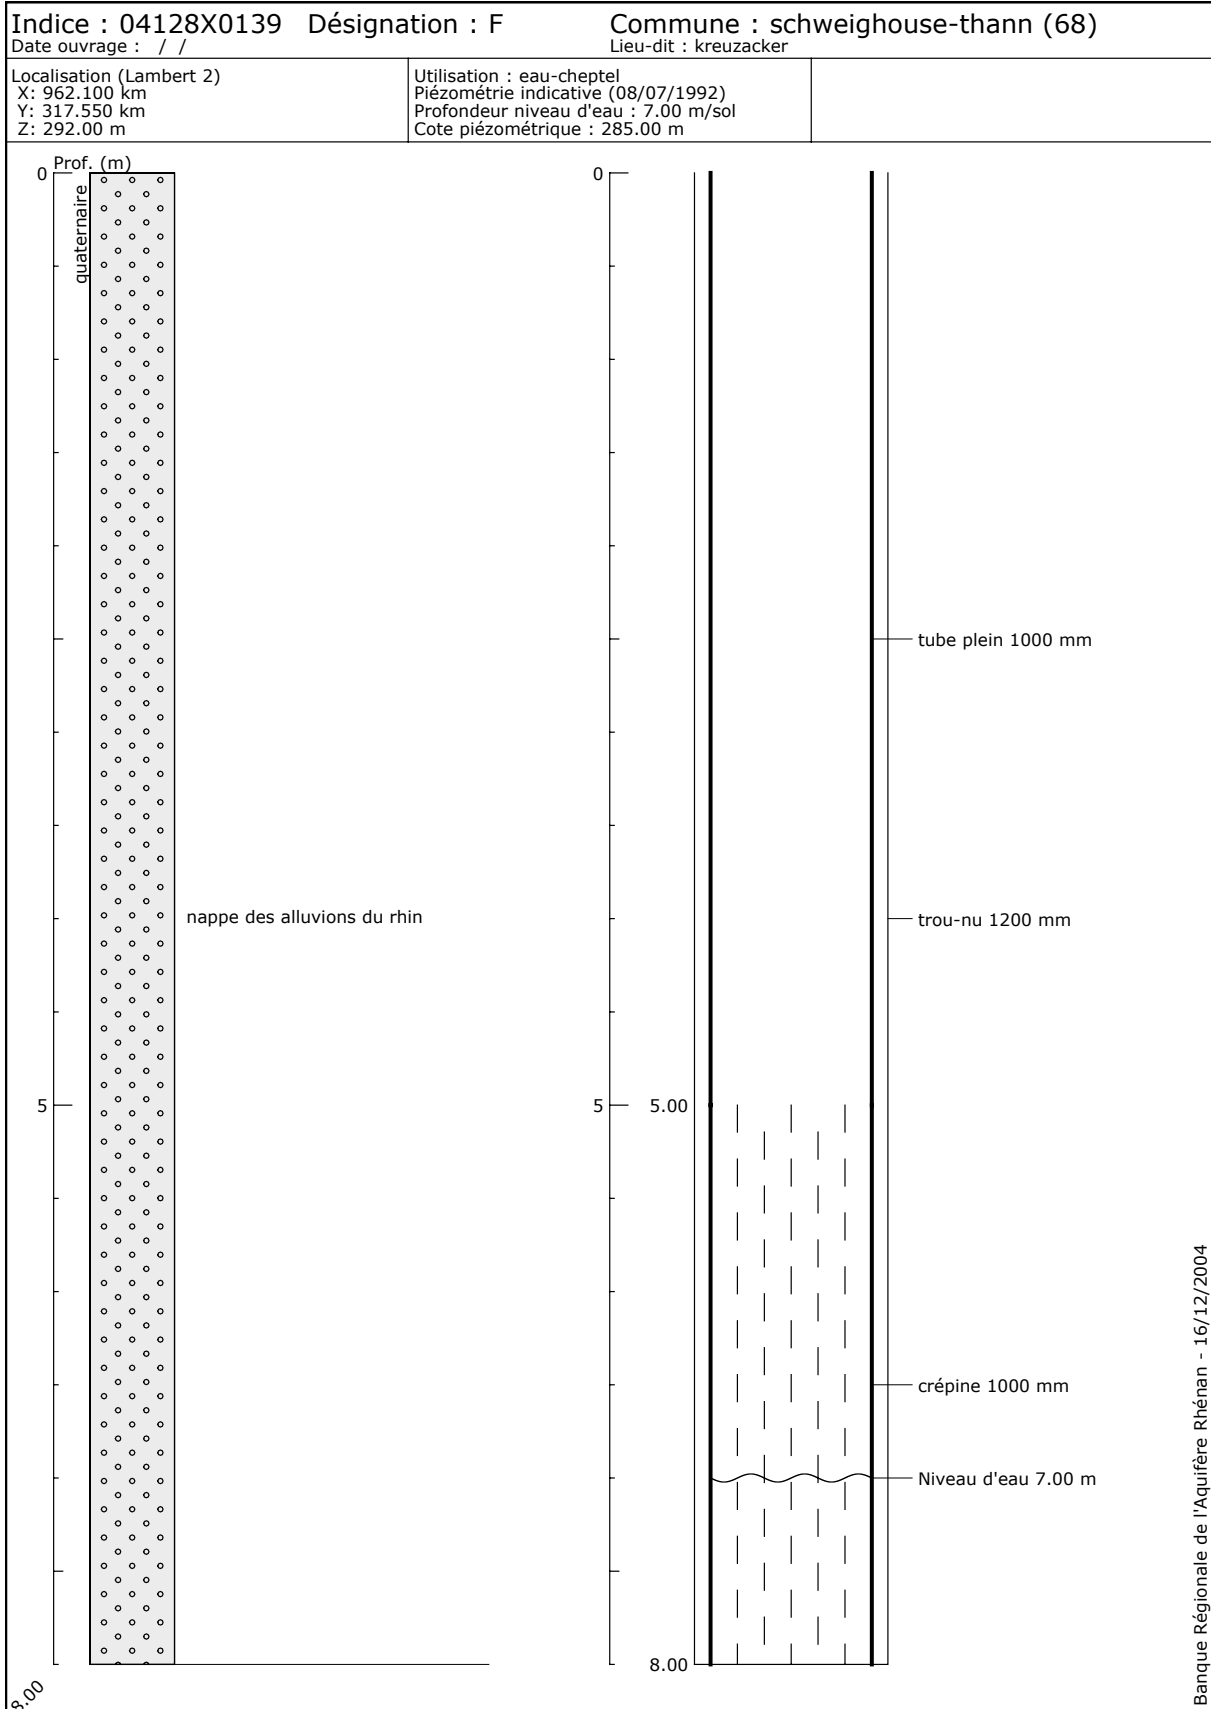 Indice : 04128X0139 Désignation : F Commune : schweighouse-thann (68)
Date ouvrage : / / Lieu-dit : kreuzacker
Localisation (Lambert 2)
X: 962.100 km
Y: 317.550 km
Z: 292.00 m
Utilisation : eau-cheptel
Piézométrie indicative (08/07/1992)
Profondeur niveau d'eau : 7.00 m/sol
Cote piézométrique : 285.00 m
Prof. (m)
0
quaternaire
nappe des alluvions du rhin
5
8.00
0
tube plein 1000 mm
trou-nu 1200 mm
5 5.00
crépine 1000 mm
Niveau d'eau 7.00 m
8.00
Banque Régionale de l'Aquifère Rhénan - 16/12/2004